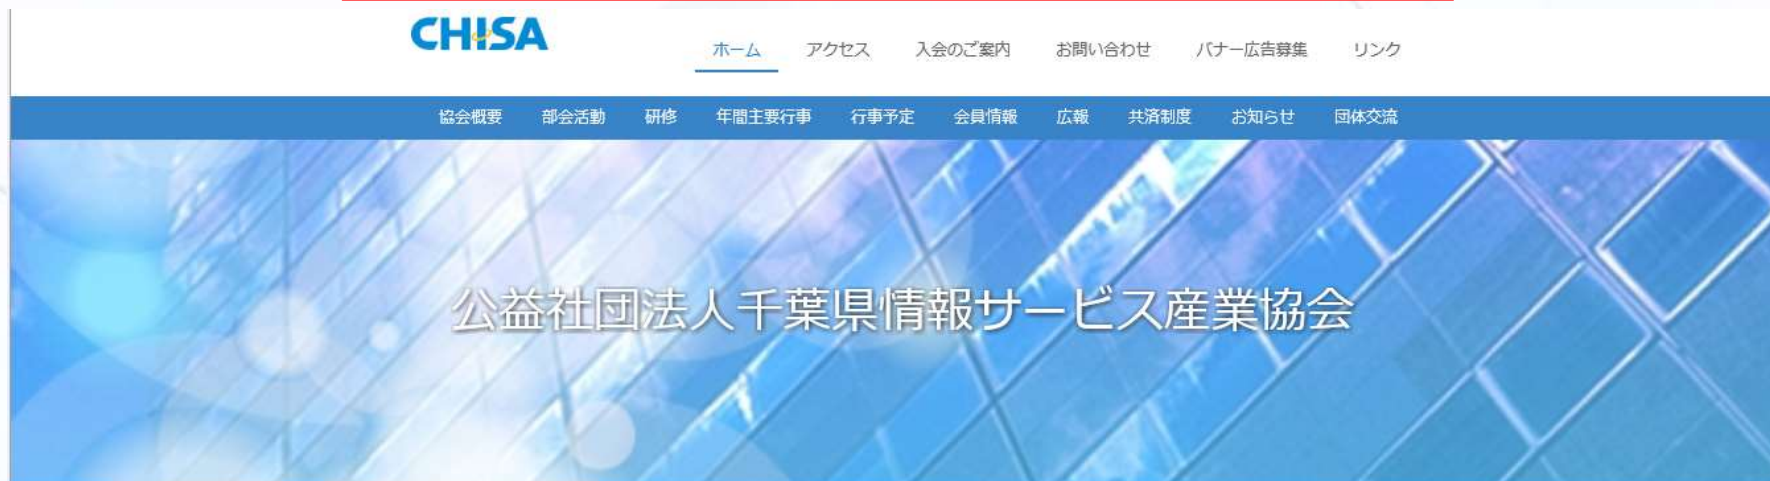 CHISA
ホーム アクセス 入会のご案内 お問い合わせ バナー広告募集 リンク
協会概要 部会活動 研修 年間主要行事 行事予定 会員情報 広報 共済制度 お知らせ 団体交流
公益社団法人千葉県情報サービス産業協会